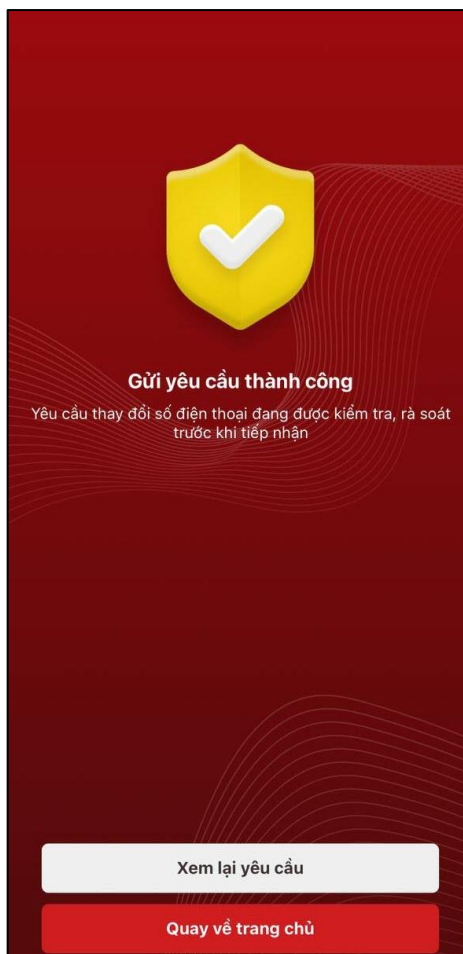 Gửi yêu cầu thành công
Yêu cầu thay đổi số điện thoại đang được kiểm tra, rà soát
trước khi tiếp nhận
Xem lại yêu cầu
Quay về trang chủ